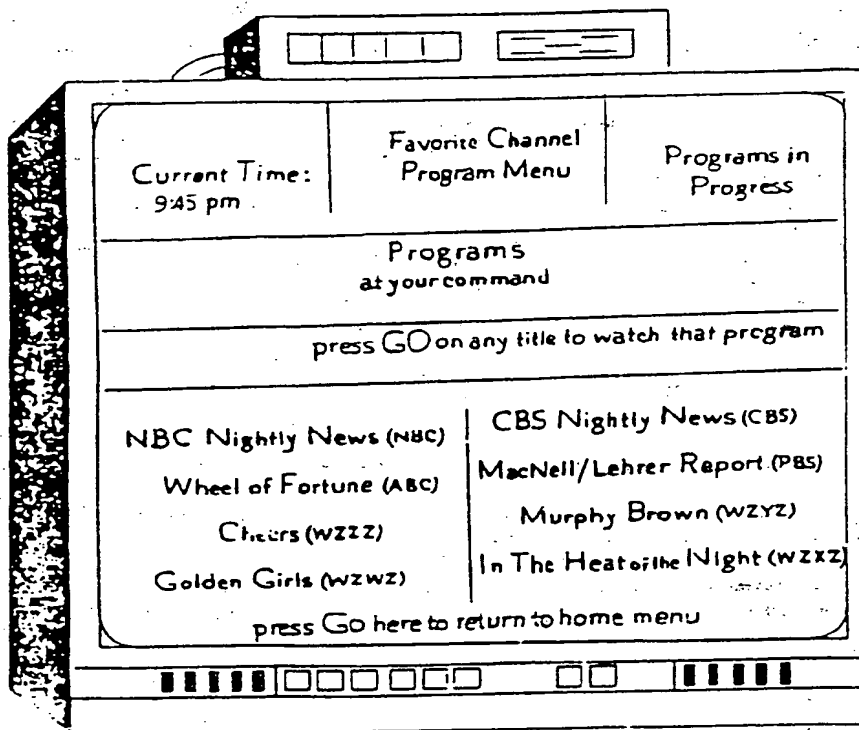 Current Time:
9:45 pm
Favorite Channel
Program Menu
Programs in
Progress
Programs
at your command
press GO on any title to watch that program
NBC Nightly News (NBC)
Wheel of Fortune (ABC)
Cheers (WZZZ)
Golden Girls (WZWZ)
CBS Nightly News (CBS)
MacNeil/Lehrer Report (PBS)
Murphy Brown (WZYZ)
In The Heat of the Night (WZXZ)
press Go here to return to home menu